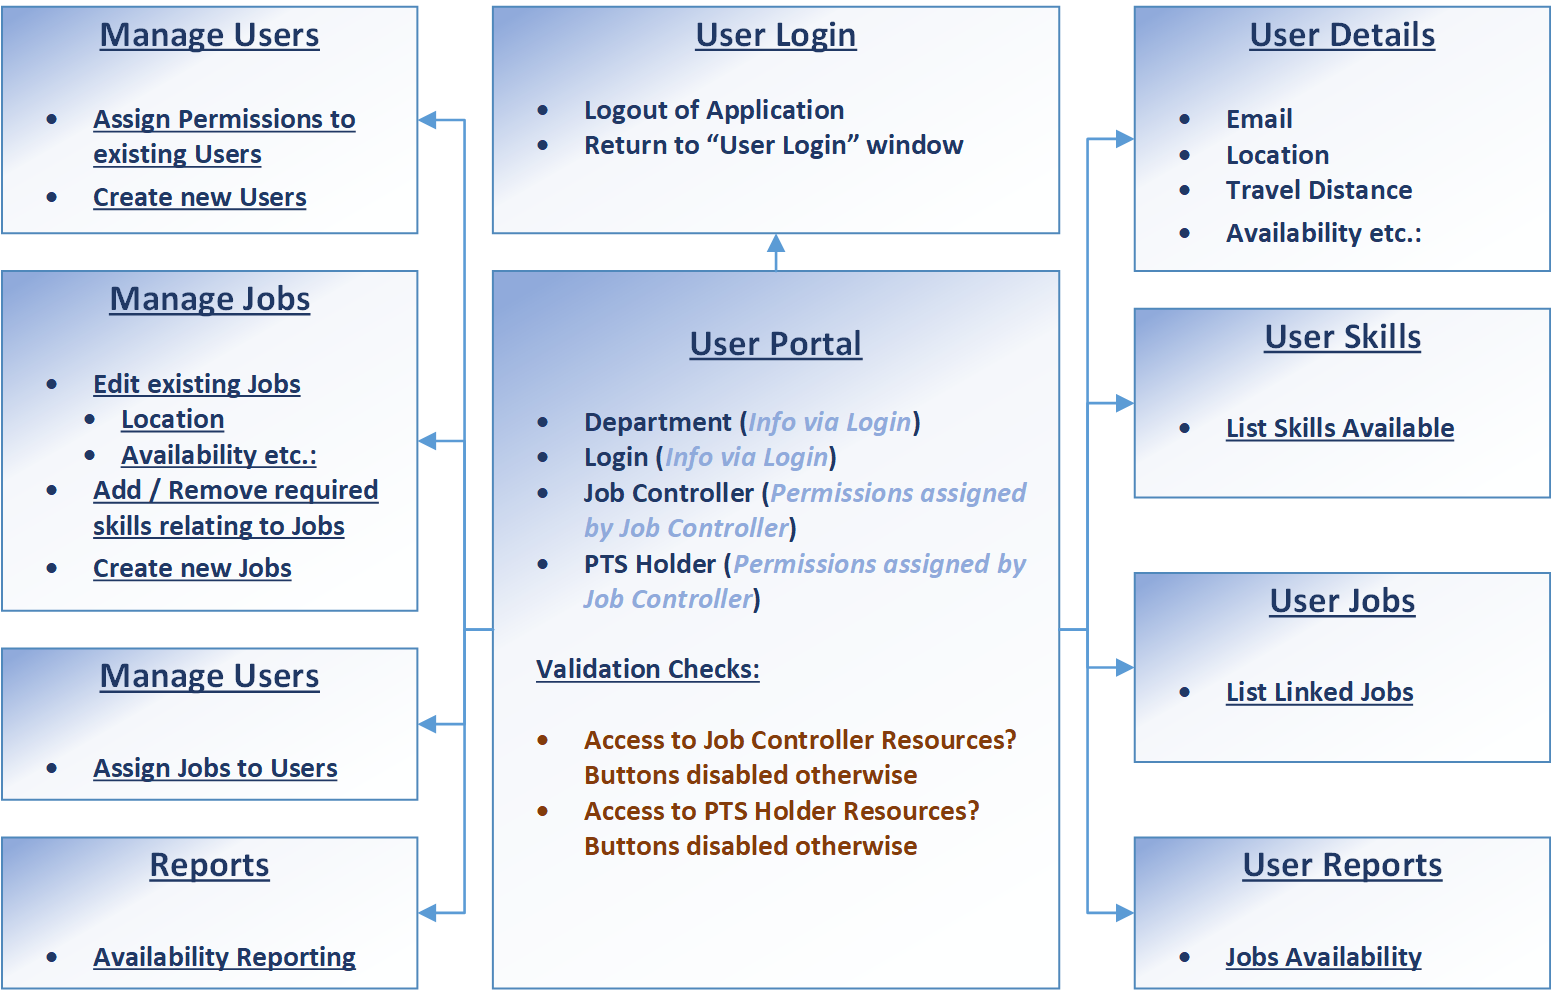 Manage Users
• Assign Permissions to
existing Users
• Create new Users
Manage Jobs
• Edit existing Jobs
• Location
• Availability etc.:
• Add / Remove required
skills relating to Jobs
• Create new Jobs
Manage Users
• Assign Jobs to Users
Reports
• Availability Reporting
User Login
• Logout of Application
• Return to “User Login” window
User Portal
• Department (Info via Login)
• Login (Info via Login)
• Job Controller (Permissions assigned
by Job Controller)
• PTS Holder (Permissions assigned by
Job Controller)
Validation Checks:
• Access to Job Controller Resources?
Buttons disabled otherwise
• Access to PTS Holder Resources?
Buttons disabled otherwise
User Details
• Email
• Location
• Travel Distance
• Availability etc.:
User Skills
• List Skills Available
User Jobs
• List Linked Jobs
User Reports
• Jobs Availability